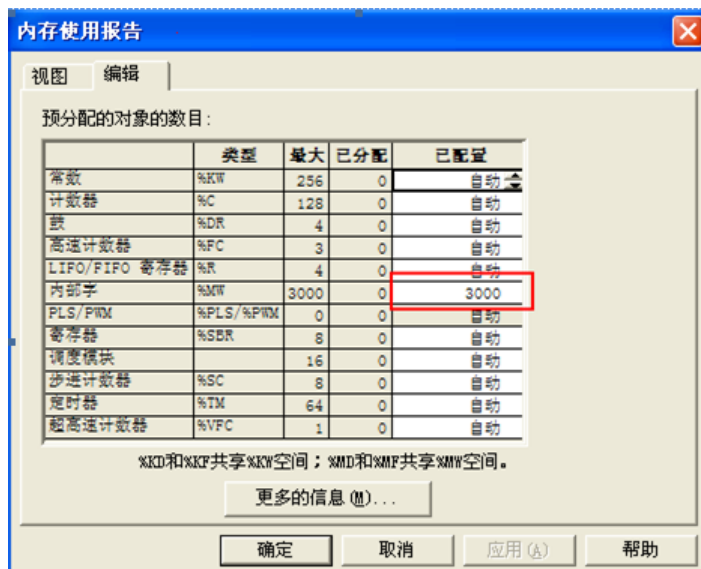 内存使用报告
视图 编辑
预分配的对象的数目:
类型 最大 已分配 已配置
常数 %KW 256 0 自动
计数器 %C 128 0 自动
鼓 %DR 4 0 自动
高速计数器 %FC 3 0 自动
LIFO/FIFO 寄存器 %R 4 0 自动
内部字 %MW 3000 0 3000
PLS/PWM %PLS/%PWM 0 0 自动
寄存器 %SBR 8 0 自动
调度模块 16 0 自动
步进计数器 %SC 8 0 自动
定时器 %TM 64 0 自动
超高速计数器 %VFC 1 0 自动
%KD和%KF共享%KW空间；%MD和%MF共享%MW空间。
更多的信息(M)...
确定 取消 应用(A) 帮助